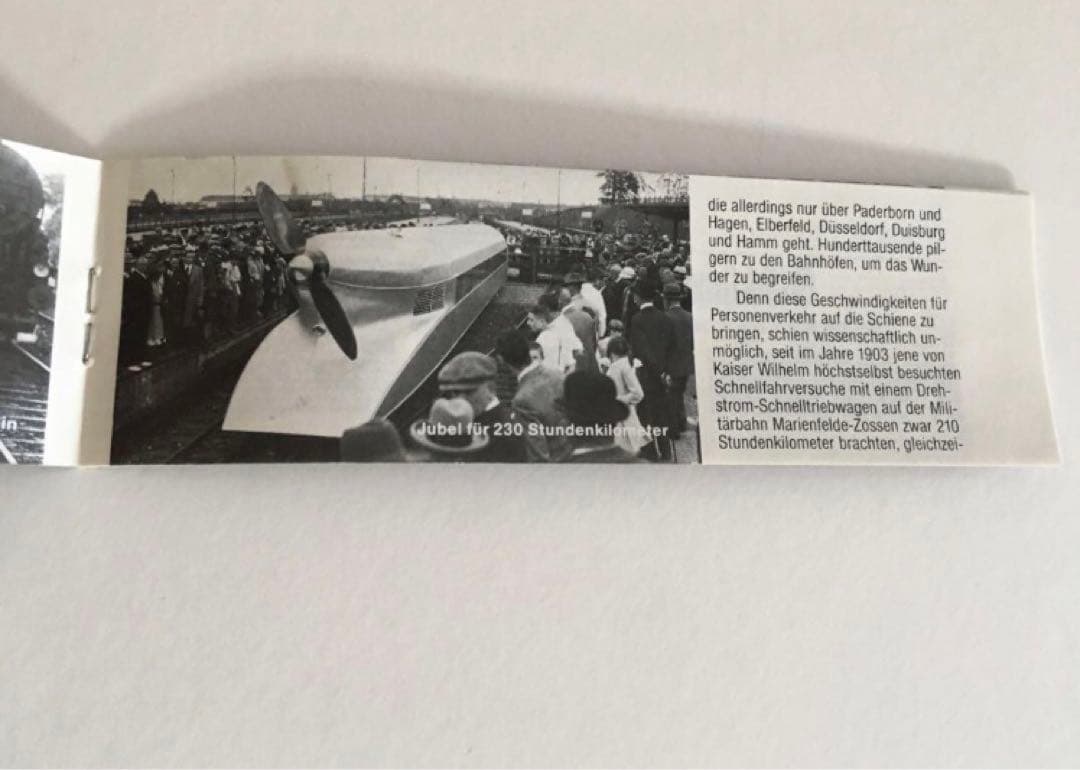 in
Jubel für 230 Stundenkilometer
die allerdings nur über Paderborn und
Hagen, Elberfeld, Düsseldorf, Duisburg
und Hamm geht. Hunderttausende pil-
gern zu den Bahnhöfen, um das Wun-
der zu begreifen.
Denn diese Geschwindigkeiten für
Personenverkehr auf die Schiene zu
bringen, schien wissenschaftlich un-
möglich, seit im Jahre 1903 jene von
Kaiser Wilhelm höchstselbst besuchten
Schnellfahrversuche mit einem Dreh-
strom-Schnelltriebwagen auf der Mili-
tärbahn Marienfelde-Zossen zwar 210
Stundenkilometer brachten, gleichzei-